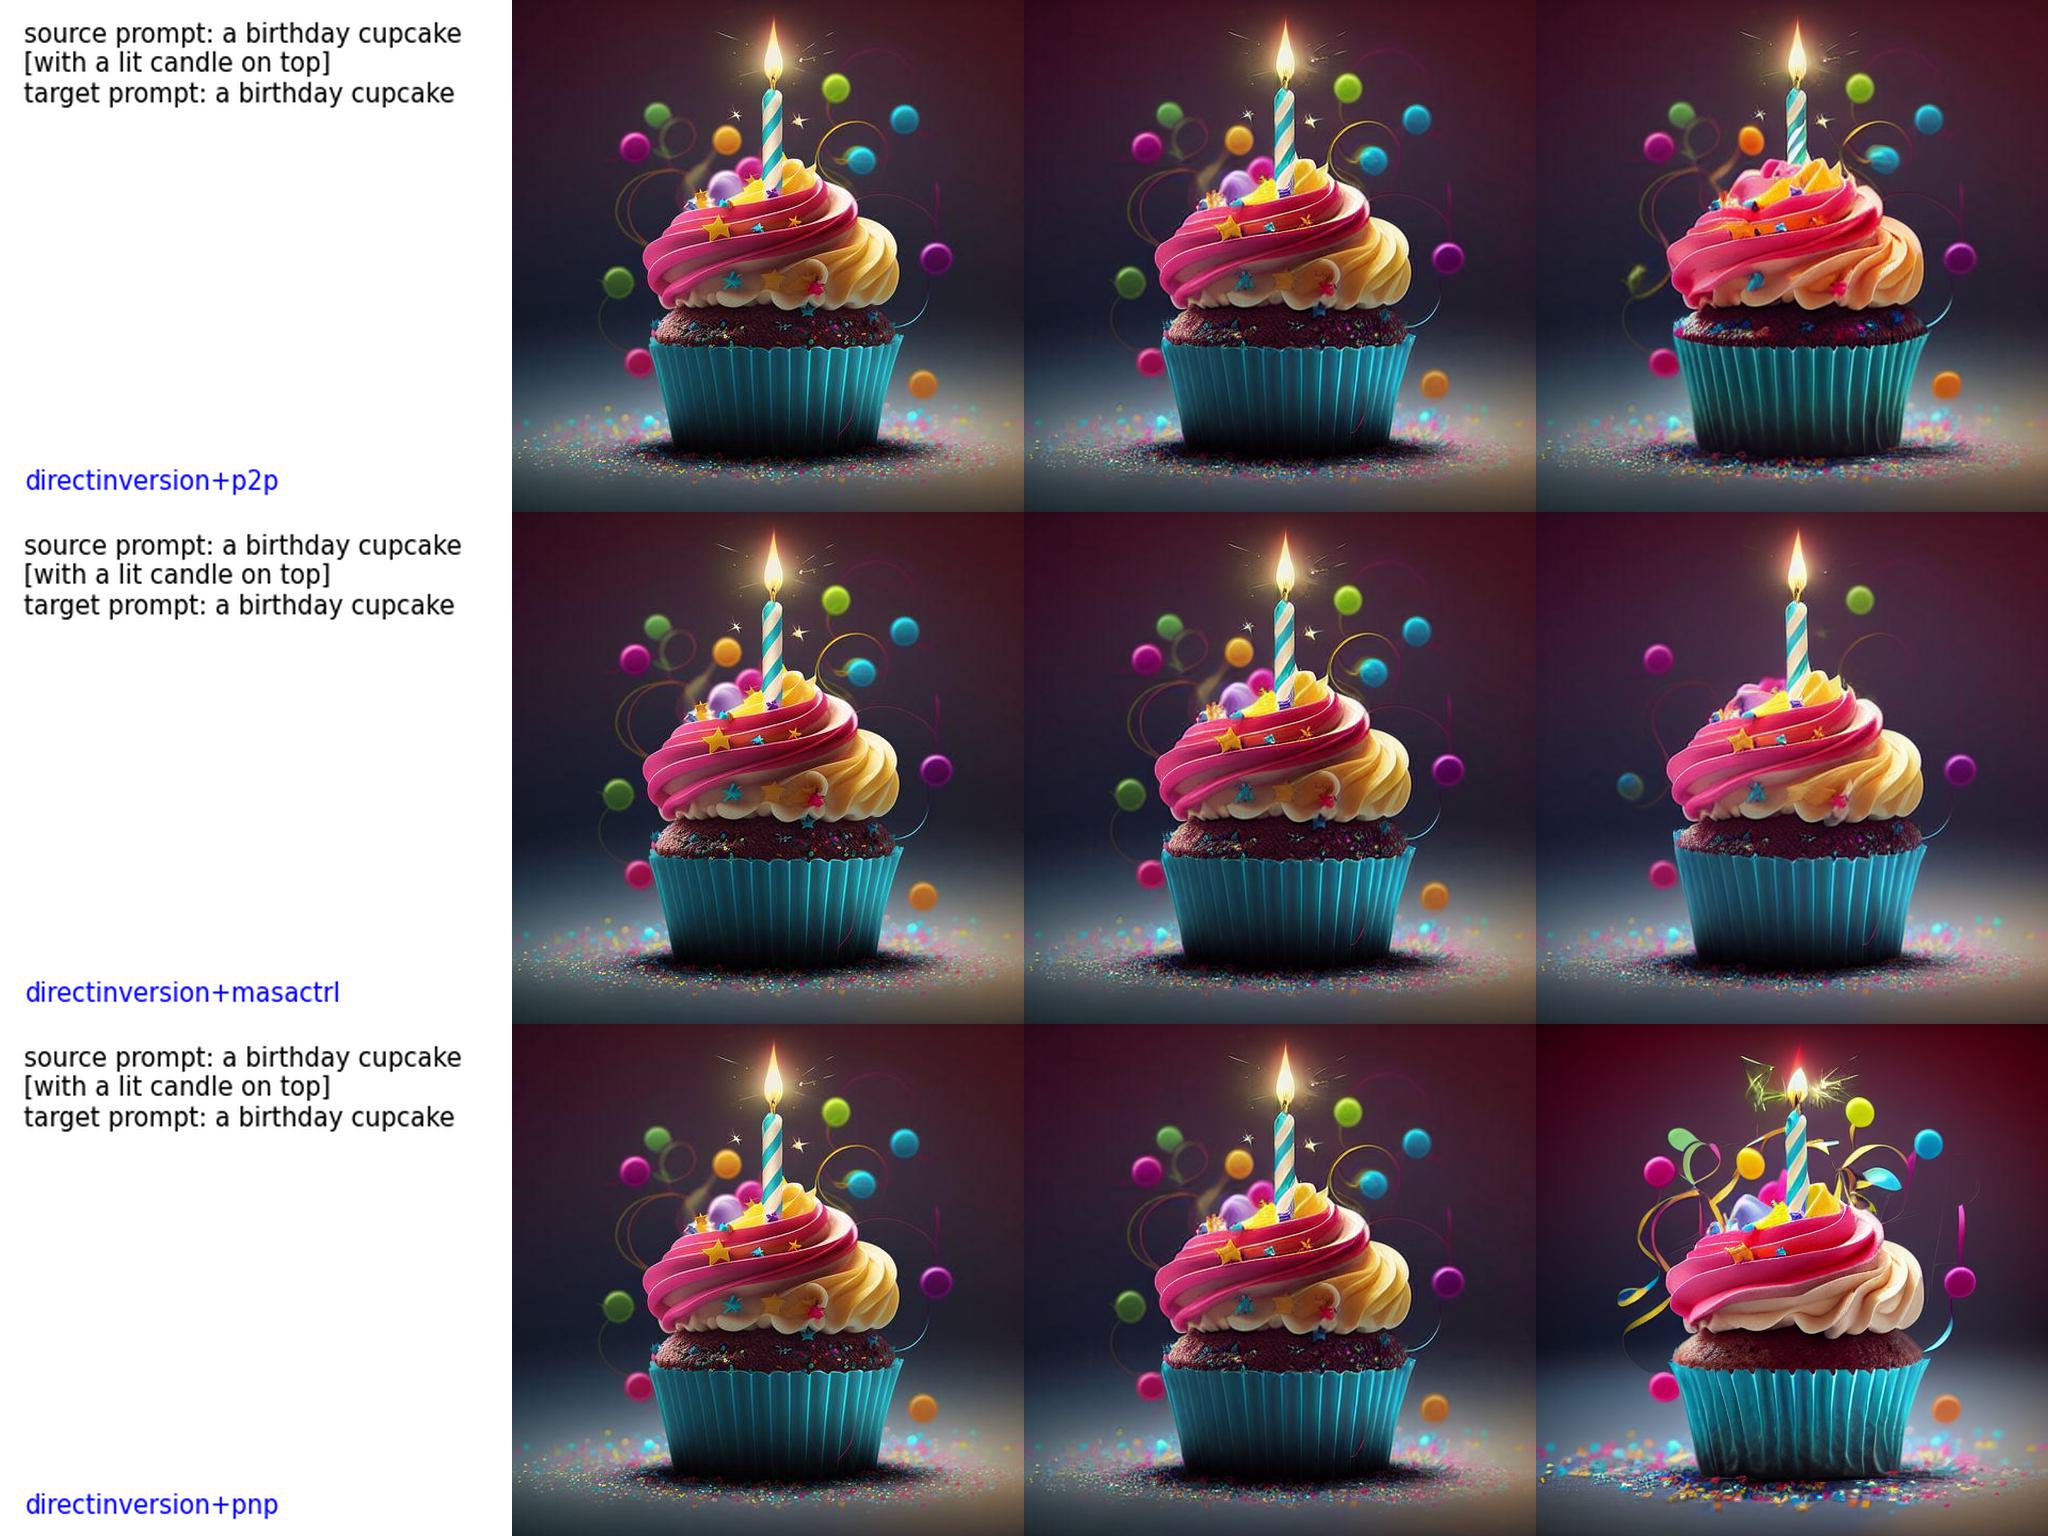 source prompt: a birthday cupcake
[with a lit candle on top]
target prompt: a birthday cupcake
directinversion+p2p
source prompt: a birthday cupcake
[with a lit candle on top]
target prompt: a birthday cupcake
directinversion+masactrl
source prompt: a birthday cupcake
[with a lit candle on top]
target prompt: a birthday cupcake
directinversion+pnp